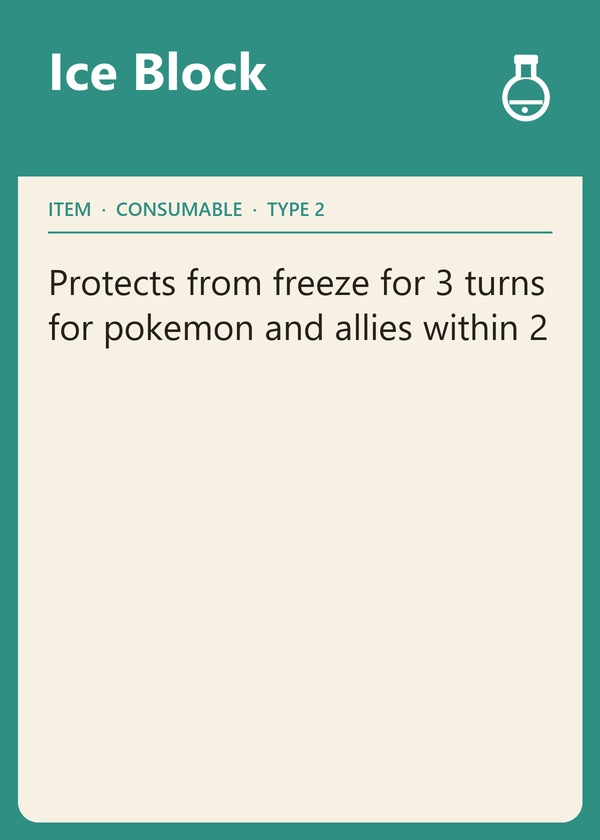 Ice Block
ITEM · CONSUMABLE · TYPE 2
Protects from freeze for 3 turns
for pokemon and allies within 2